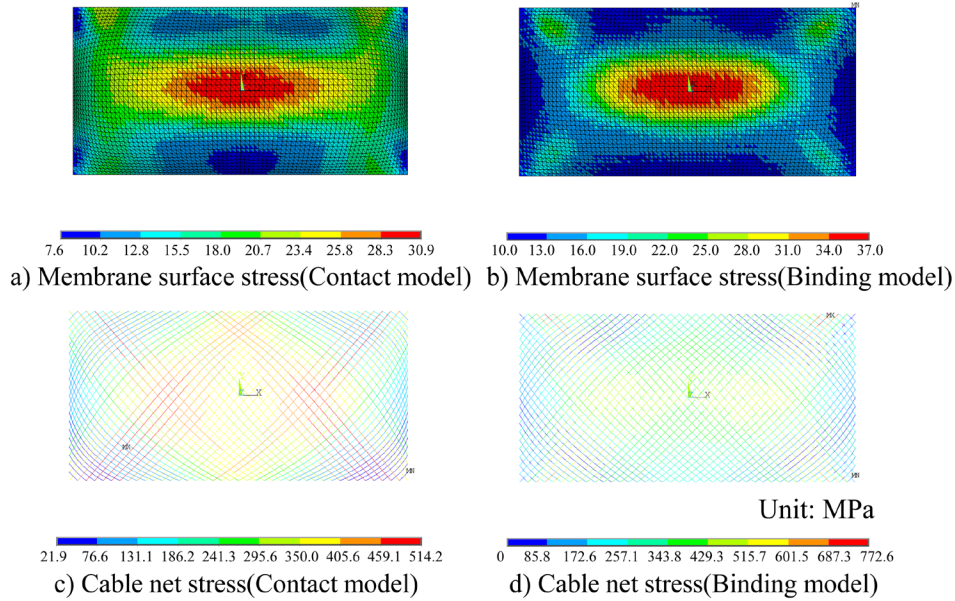 MN
7.6 10.2 12.8 15.5 18.0 20.7 23.4 25.8 28.3 30.9
10.0 13.0 16.0 19.0 22.0 25.0 28.0 31.0 34.0 37.0
a) Membrane surface stress(Contact model)
b) Membrane surface stress(Binding model)
MX
Y
X
X
MX
MN
MN
Unit: MPa
21.9 76.6 131.1 186.2 241.3 295.6 350.0 405.6 459.1 514.2
0 85.8 172.6 257.1 343.8 429.3 515.7 601.5 687.3 772.6
c) Cable net stress(Contact model)
d) Cable net stress(Binding model)